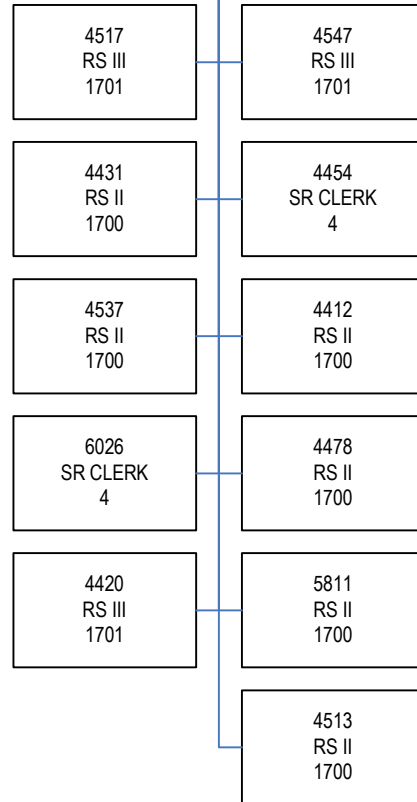 4517
RS III
1701
4547
RS III
1701
4431
RS II
1700
4454
SR CLERK
4
4537
RS II
1700
4412
RS II
1700
6026
SR CLERK
4
4478
RS II
1700
4420
RS III
1701
5811
RS II
1700
4513
RS II
1700